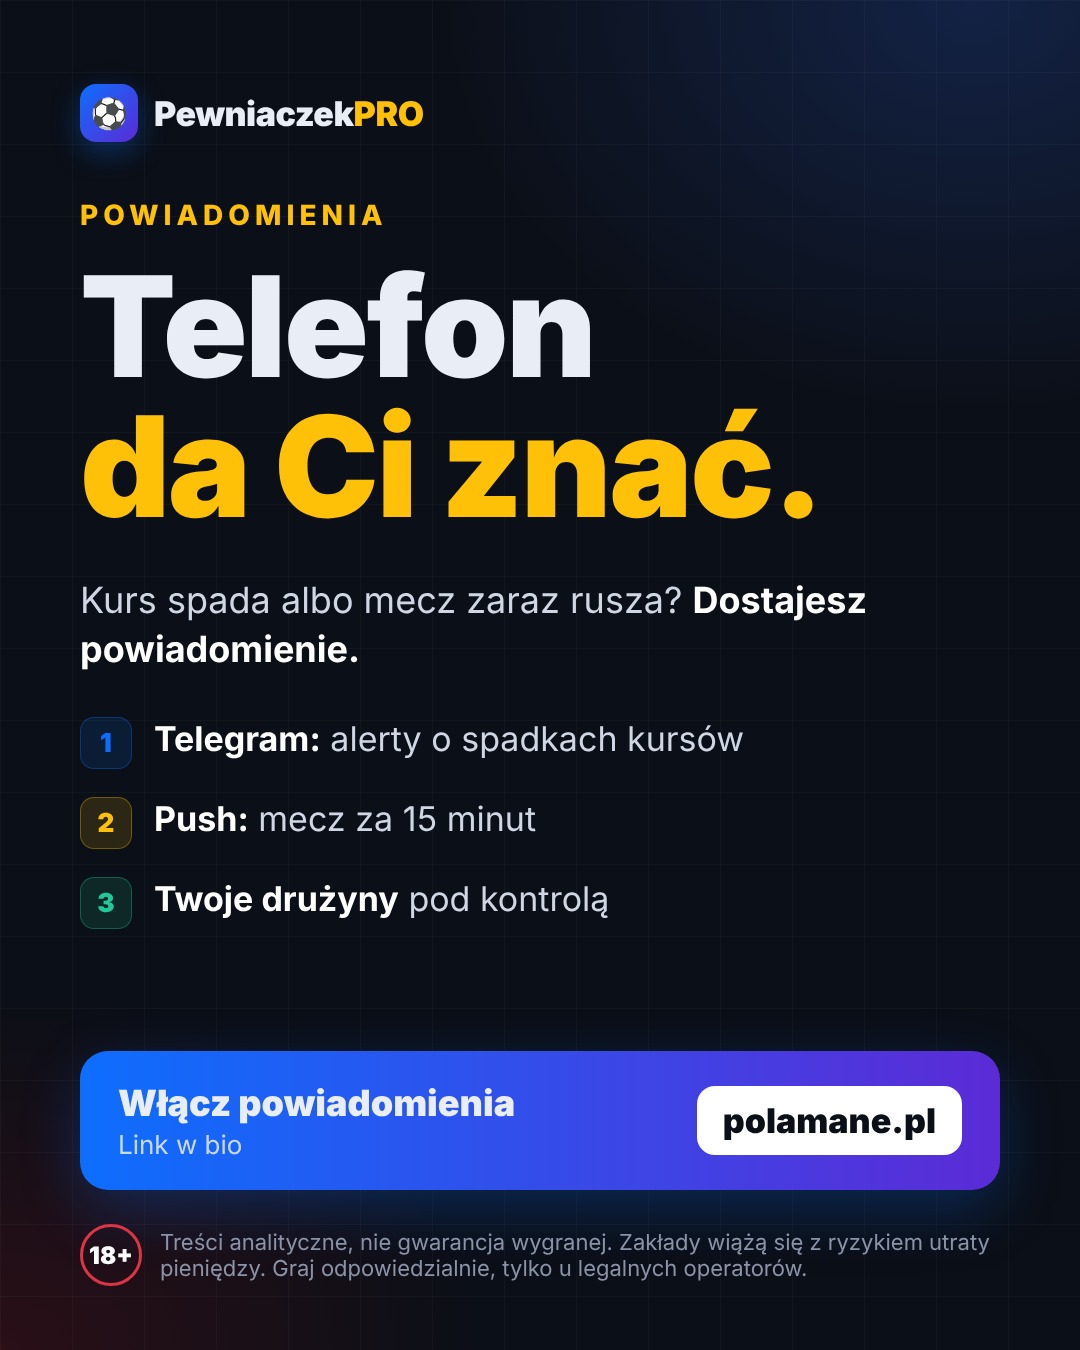 PewniaczekPRO
POWIADOMIENIA
Telefon
da Ci znać.
Kurs spada albo mecz zaraz rusza? Dostajesz
powiadomienie.
1 Telegram: alerty o spadkach kursów
2 Push: mecz za 15 minut
3 Twoje drużyny pod kontrolą
Włącz powiadomienia
Link w bio
polamane.pl
18+
Treści analityczne, nie gwarancja wygranej. Zakłady wiążą się z ryzykiem utraty
pieniędzy. Graj odpowiedzialnie, tylko u legalnych operatorów.